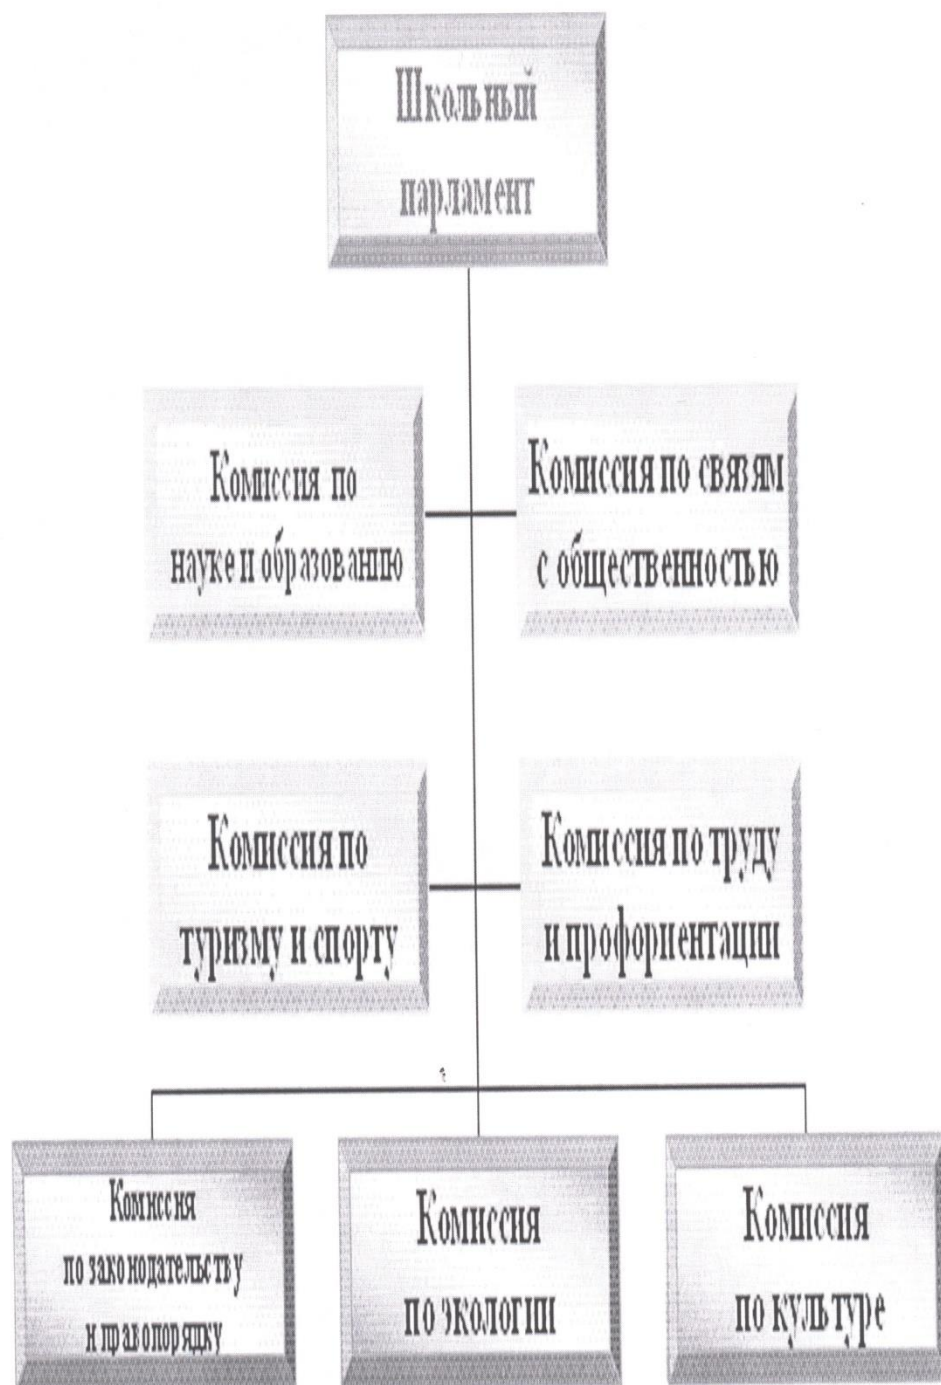 Школьный
парламент
Комиссия по
науке и образованию
Комиссия по связям
с общественностью
Комиссия по
туризму и спорту
Комиссия по труду
и профориентации
Комиссия
по законодательству
и правопорядку
Комиссия
по экологии
Комиссия
по культуре